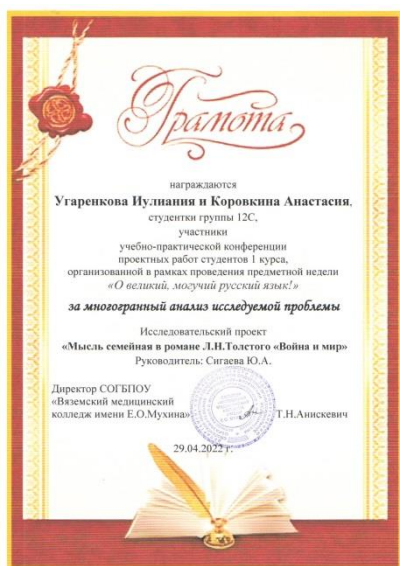 Грамота
награждаются
Угаренкова Иулиания и Коровкина Анастасия,
студентки группы 12С,
участники
учебно-практической конференции
проектных работ студентов 1 курса,
организованной в рамках проведения предметной недели
«О великий, могучий русский язык!»
за многогранный анализ исследуемой проблемы
Исследовательский проект
«Мысль семейная в романе Л.Н.Толстого «Война и мир»
Руководитель: Сигаева Ю.А.
Директор СОГБПОУ
«Вяземский медицинский
колледж имени Е.О.Мухина» Т.Н.Анискевич
29.04.2022 г.